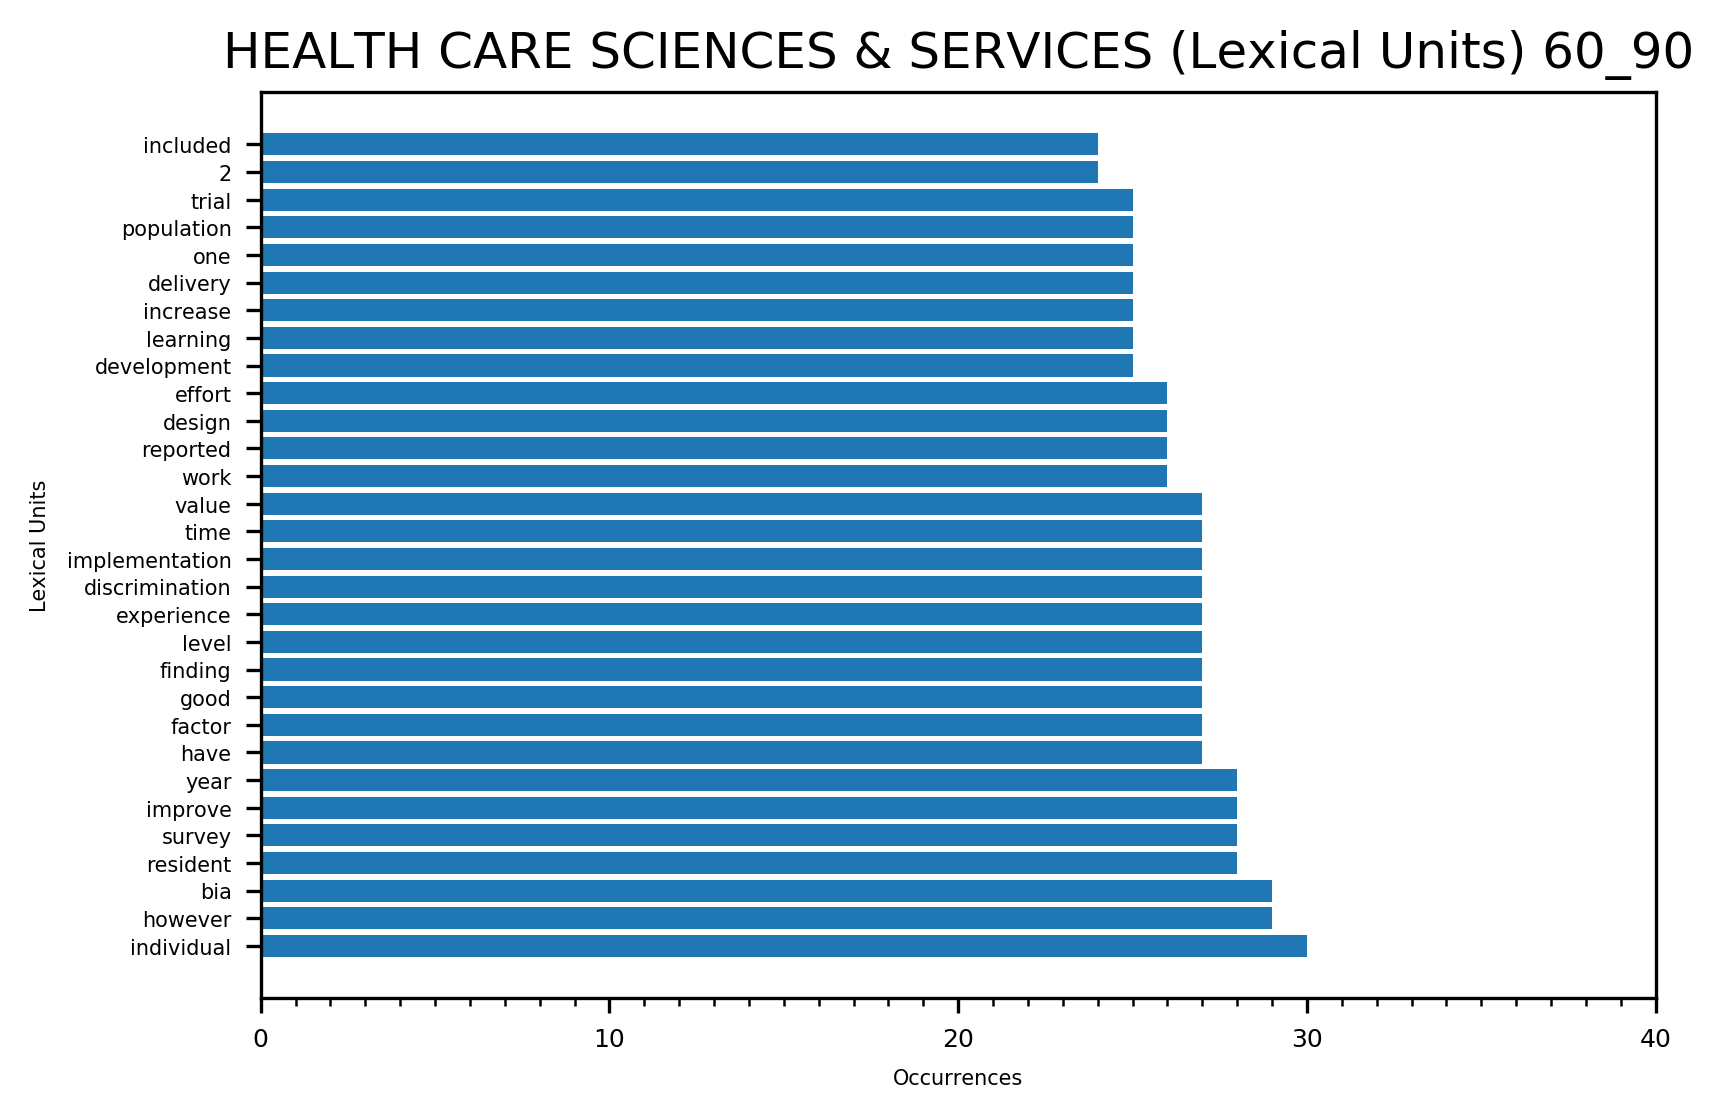 HEALTH CARE SCIENCES & SERVICES (Lexical Units) 60_90
included
2
trial
population
one
delivery
increase
learning
development
effort
design
reported
work
value
time
implementation
discrimination
experience
level
finding
good
factor
have
year
improve
survey
resident
bia
however
individual
Lexical Units
0 10 20 30 40
Occurrences